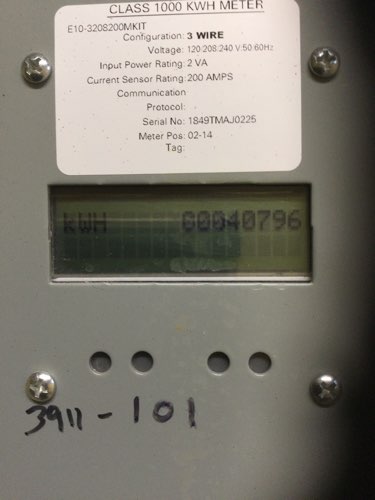 CLASS 1000 KWH METER
E10-3208200MKIT
Configuration: 3 WIRE
Voltage: 120:208:240 V:50:60Hz
Input Power Rating: 2 VA
Current Sensor Rating: 200 AMPS
Communication
Protocol:
Serial No: 1849TMAJ0225
Meter Pos: 02-14
Tag:
kWH 00040796
3911-101